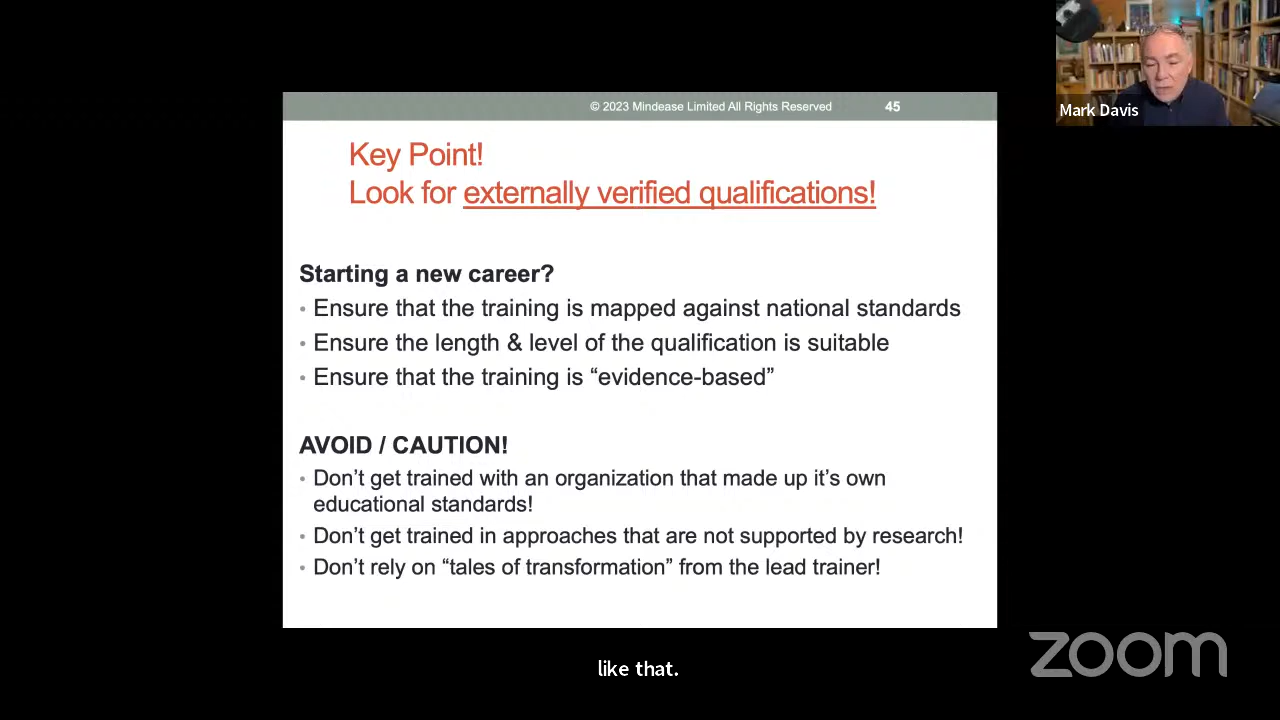 © 2023 Mindease Limited All Rights Reserved 45
Mark Davis
Key Point!
Look for externally verified qualifications!
Starting a new career?
• Ensure that the training is mapped against national standards
• Ensure the length & level of the qualification is suitable
• Ensure that the training is “evidence-based”
AVOID / CAUTION!
• Don’t get trained with an organization that made up it’s own
educational standards!
• Don’t get trained in approaches that are not supported by research!
• Don’t rely on “tales of transformation” from the lead trainer!
like that.
zoom